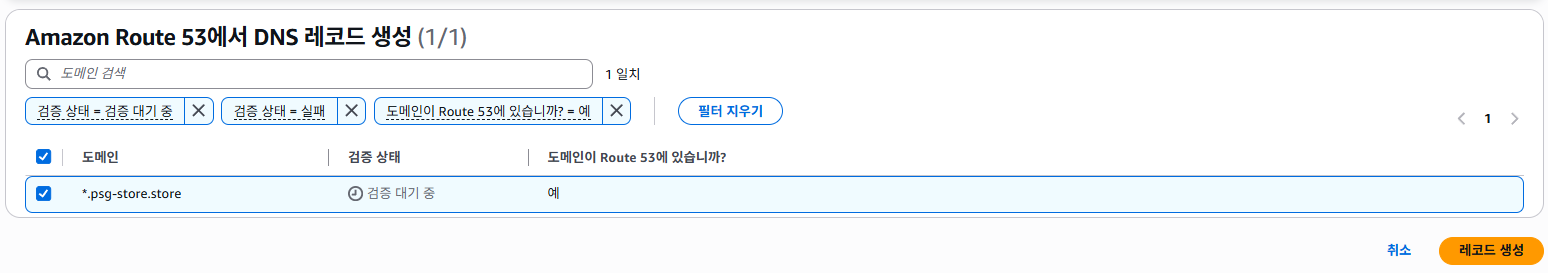 Amazon Route 53에서 DNS 레코드 생성 (1/1)
도메인 검색
1 일치
검증 상태 = 검증 대기 중
검증 상태 = 실패
도메인이 Route 53에 있습니까? = 예
필터 지우기
1
도메인
검증 상태
도메인이 Route 53에 있습니까?
*.psg-store.store
검증 대기 중
예
취소
레코드 생성